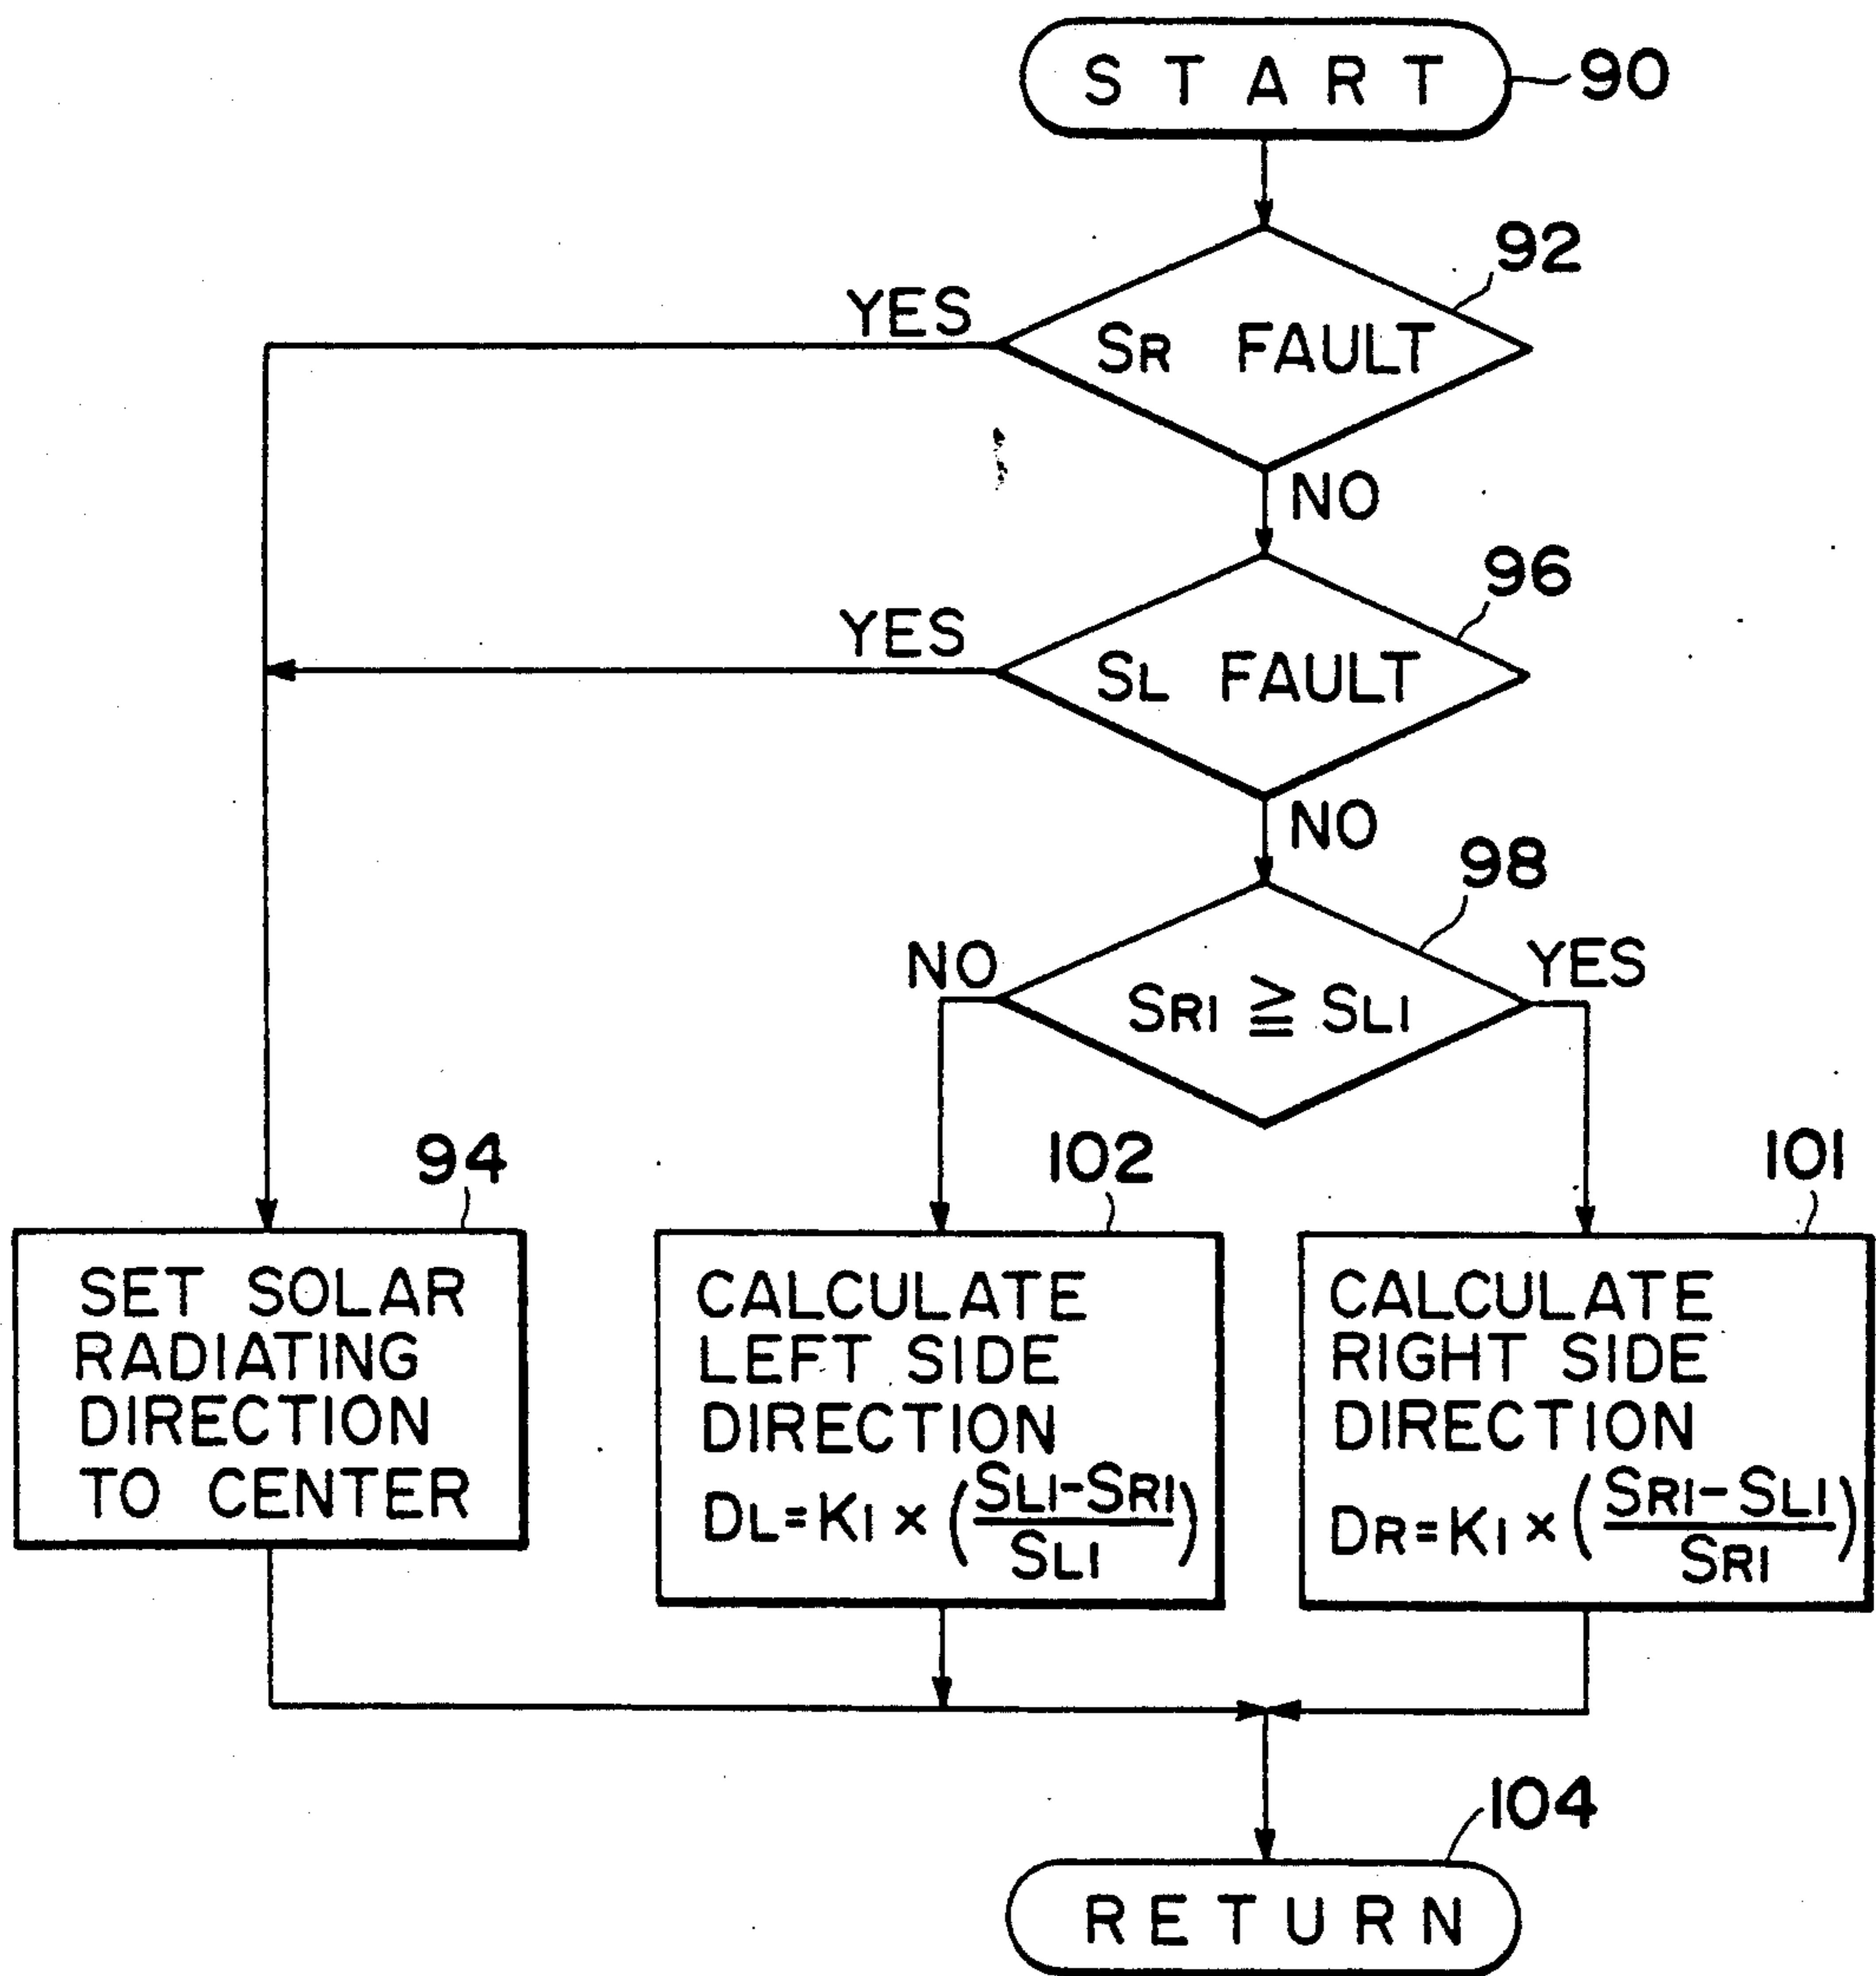 START
90
92
YES
SR FAULT
NO
96
YES
SL FAULT
NO
98
NO
YES
SR1 ≧ SL1
94
102
101
SET SOLAR
RADIATING
DIRECTION
TO CENTER
CALCULATE
LEFT SIDE
DIRECTION
DL=K1×(SL1-SR1/SL1)
CALCULATE
RIGHT SIDE
DIRECTION
DR=K1×(SR1-SL1/SR1)
104
RETURN